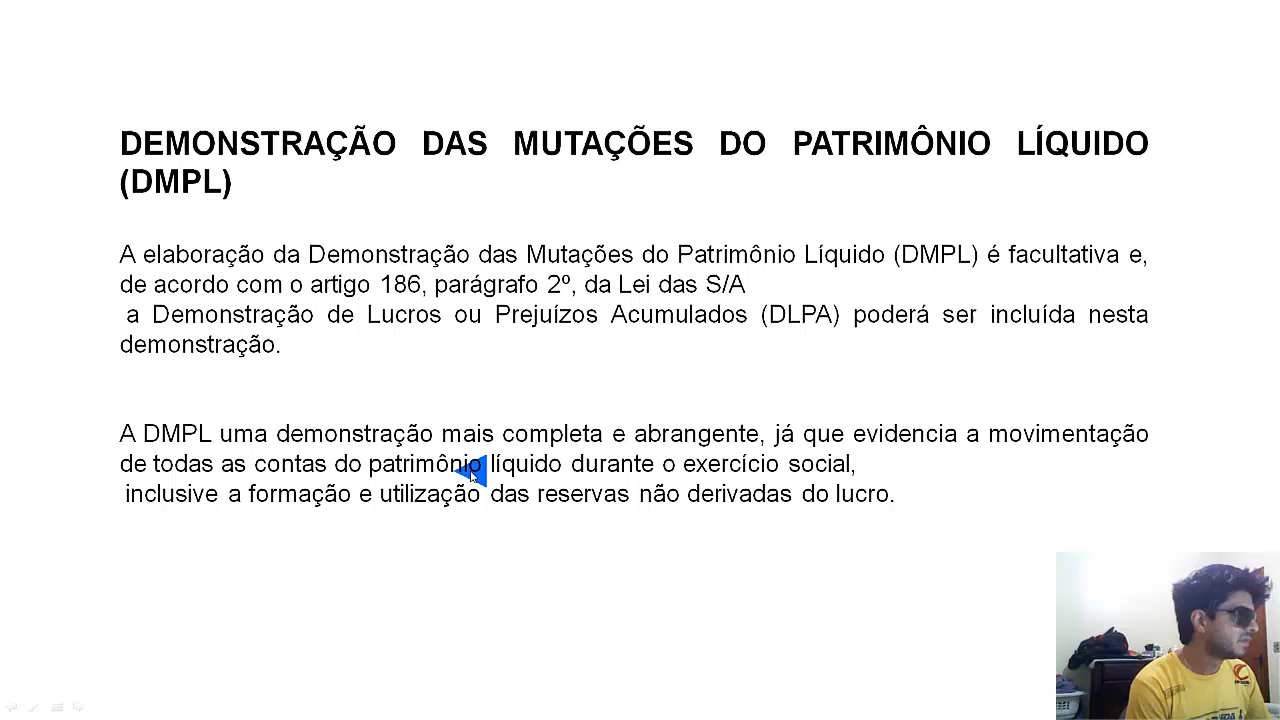 DEMONSTRAÇÃO DAS MUTAÇÕES DO PATRIMÔNIO LÍQUIDO
(DMPL)
A elaboração da Demonstração das Mutações do Patrimônio Líquido (DMPL) é facultativa e,
de acordo com o artigo 186, parágrafo 2º, da Lei das S/A
a Demonstração de Lucros ou Prejuízos Acumulados (DLPA) poderá ser incluída nesta
demonstração.
A DMPL uma demonstração mais completa e abrangente, já que evidencia a movimentação
de todas as contas do patrimônio líquido durante o exercício social,
inclusive a formação e utilização das reservas não derivadas do lucro.